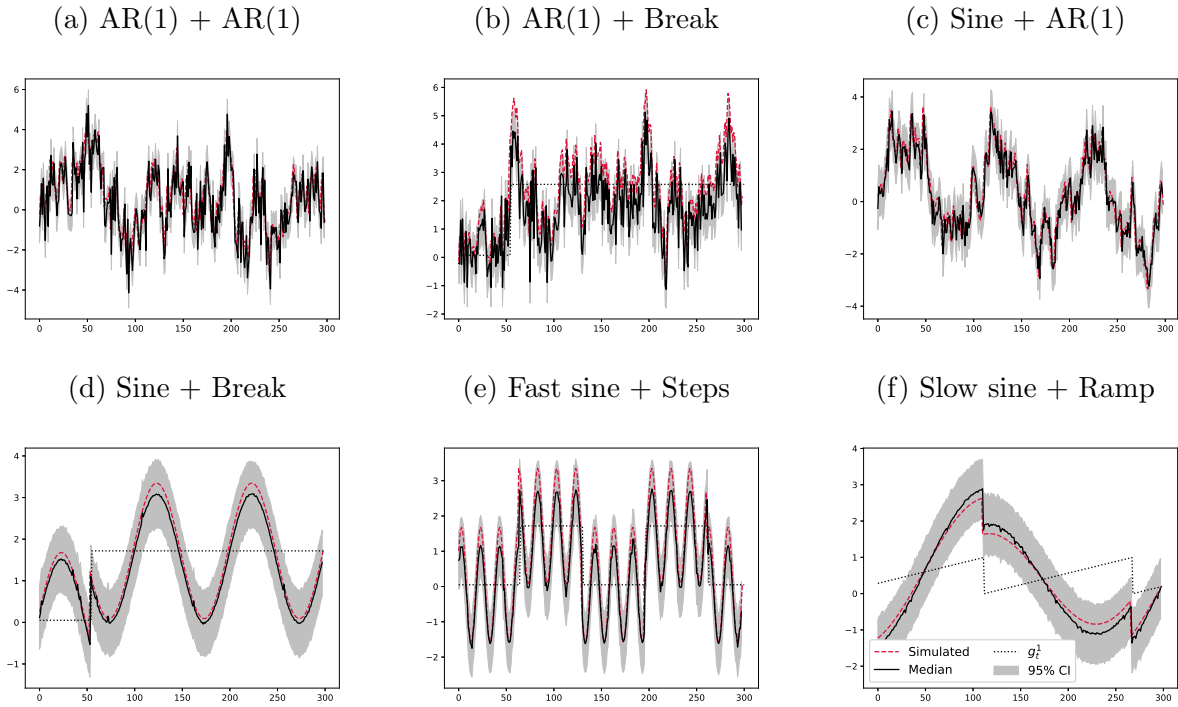 (a) AR(1) + AR(1)
(b) AR(1) + Break
(c) Sine + AR(1)
6
4
2
0
−2
−4
0 50 100 150 200 250 300
6
5
4
3
2
1
0
−1
−2
0 50 100 150 200 250 300
4
2
0
−2
−4
0 50 100 150 200 250 300
(d) Sine + Break
(e) Fast sine + Steps
(f) Slow sine + Ramp
4
3
2
1
0
−1
0 50 100 150 200 250 300
3
2
1
0
−1
−2
0 50 100 150 200 250 300
4
3
2
1
0
−1
−2
0 50 100 150 200 250 300
Simulated
Median
$g_t^1$
95% CI